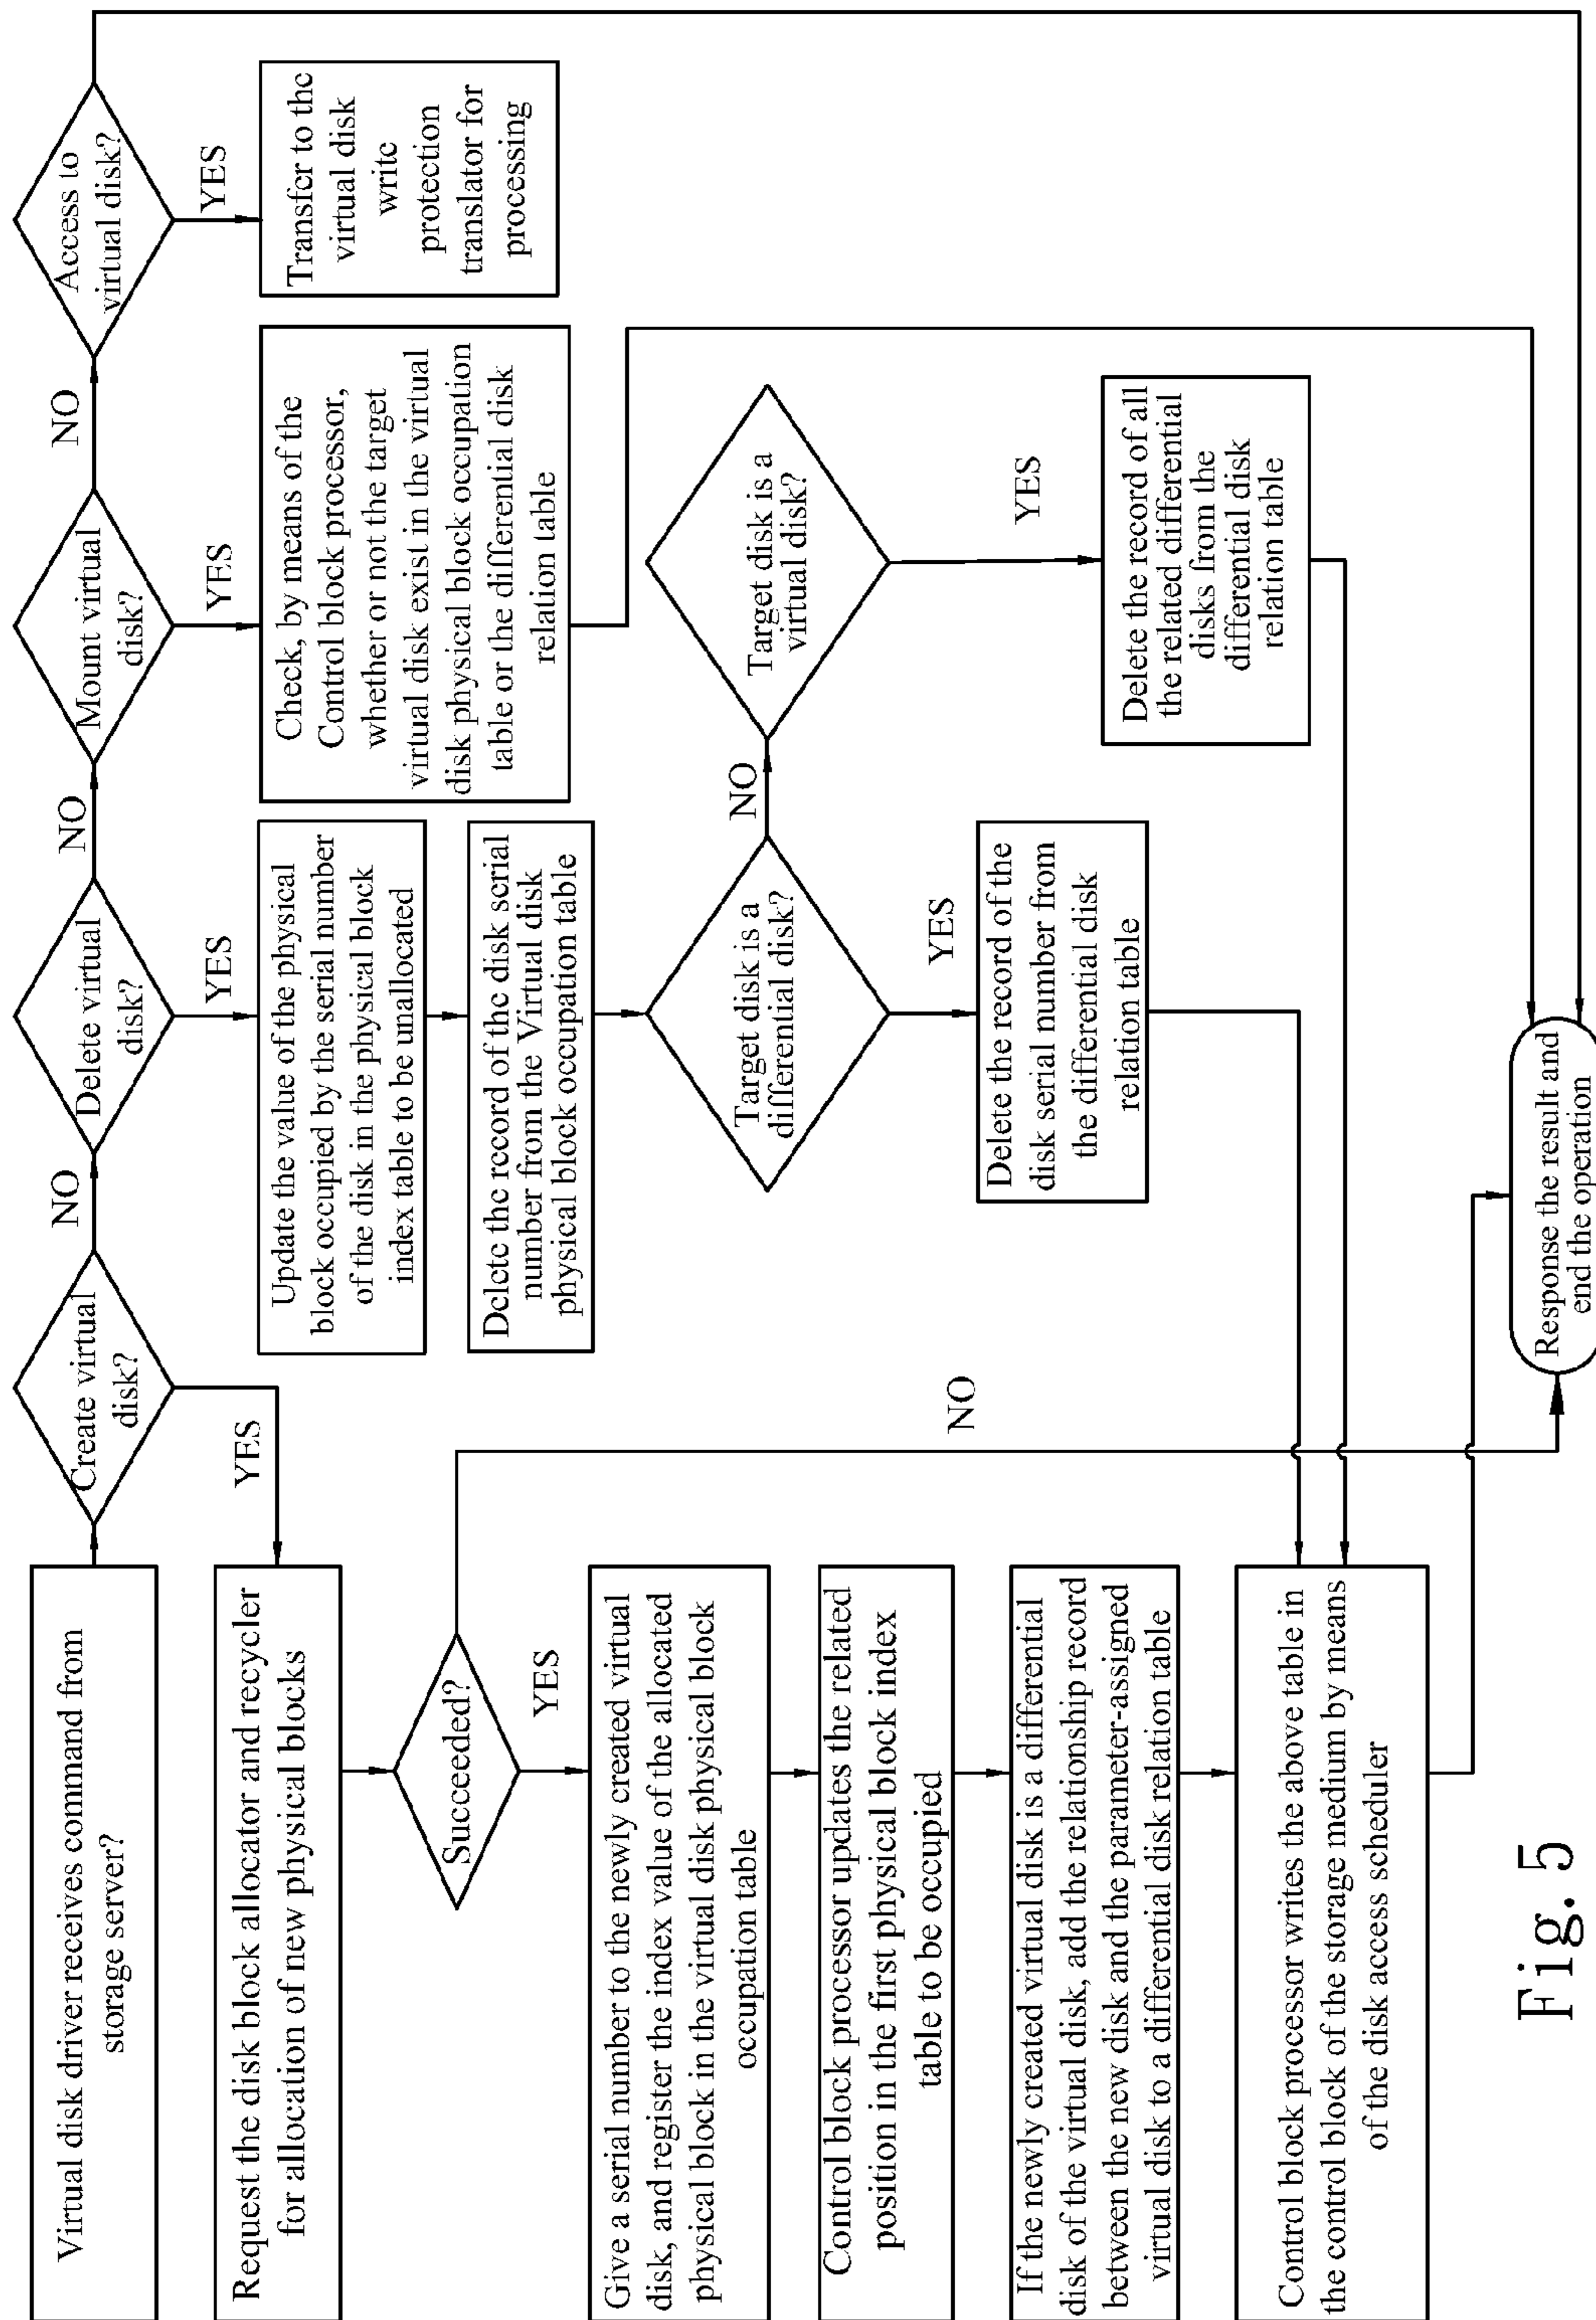 Virtual disk driver receives command from
storage server?
Create virtual
disk?
NO
Delete virtual
disk?
NO
Mount virtual
disk?
NO
Access to
virtual disk?
YES
YES
YES
YES
Request the disk block allocator and recycler
for allocation of new physical blocks
Succeeded?
NO
YES
Give a serial number to the newly created virtual
disk, and register the index value of the allocated
physical block in the virtual disk physical block
occupation table
Control block processor updates the related
position in the first physical block index
table to be occupied
If the newly created virtual disk is a differential
disk of the virtual disk, add the relationship record
between the new disk and the parameter-assigned
virtual disk to a differential disk relation table
Control block processor writes the above table in
the control block of the storage medium by means
of the disk access scheduler
Update the value of the physical
block occupied by the serial number
of the disk in the physical block
index table to be unallocated
Delete the record of the disk serial
number from the Virtual disk
physical block occupation table
Target disk is a
differential disk?
NO
YES
Delete the record of the
disk serial number from
the differential disk
relation table
Target disk is a
virtual disk?
YES
Delete the record of all
the related differential
disks from the
differential disk
relation table
Check, by means of the
Control block processor,
whether or not the target
virtual disk exist in the virtual
disk physical block occupation
table or the differential disk
relation table
Transfer to the
virtual disk
write
protection
translator for
processing
Response the result and
end the operation
Fig. 5